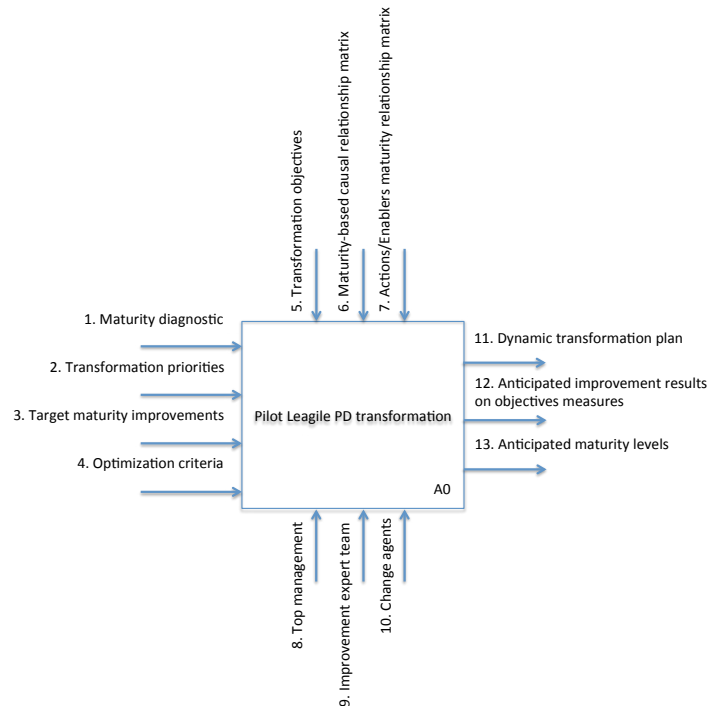 5. Transformation objectives
6. Maturity-based causal relationship matrix
7. Actions/Enablers maturity relationship matrix
1. Maturity diagnostic
2. Transformation priorities
3. Target maturity improvements
4. Optimization criteria
Pilot Leagile PD transformation
A0
11. Dynamic transformation plan
12. Anticipated improvement results
on objectives measures
13. Anticipated maturity levels
8. Top management
9. Improvement expert team
10. Change agents